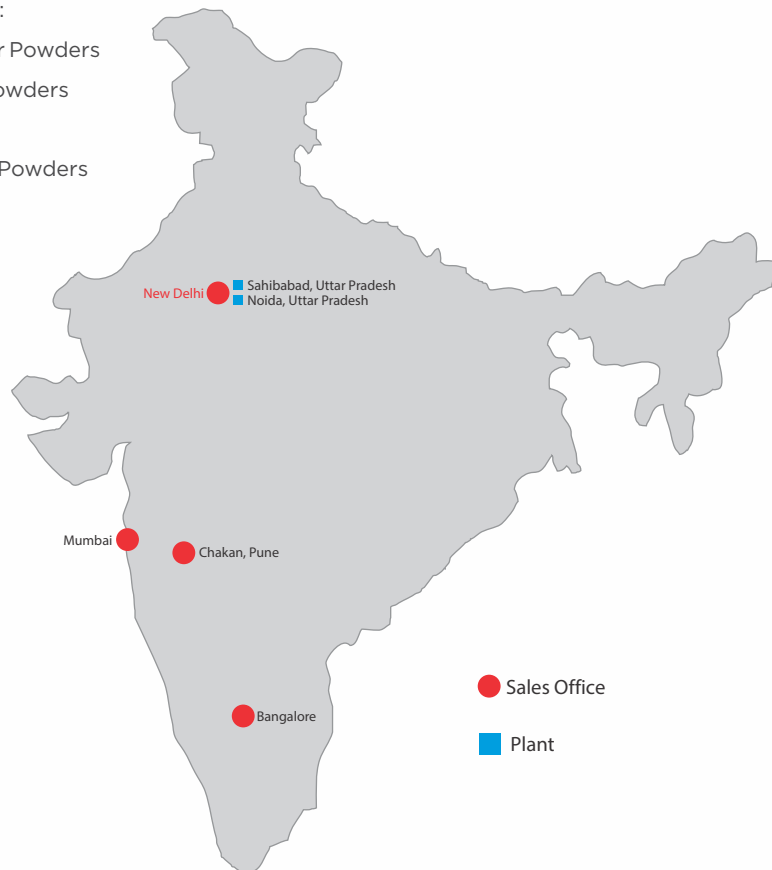 :
r Powders
owders
Powders
New Delhi
Sahibabad, Uttar Pradesh
Noida, Uttar Pradesh
Mumbai
Chakan, Pune
Bangalore
Sales Office
Plant